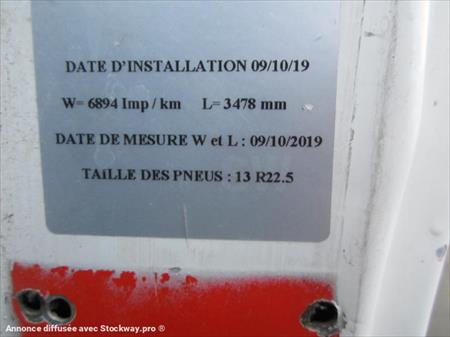 DATE D'INSTALLATION 09/10/19
W= 6894 Imp / km L= 3478 mm
DATE DE MESURE W et L : 09/10/2019
TAILLE DES PNEUS : 13 R22.5
Annonce diffusée avec Stockway.pro ®